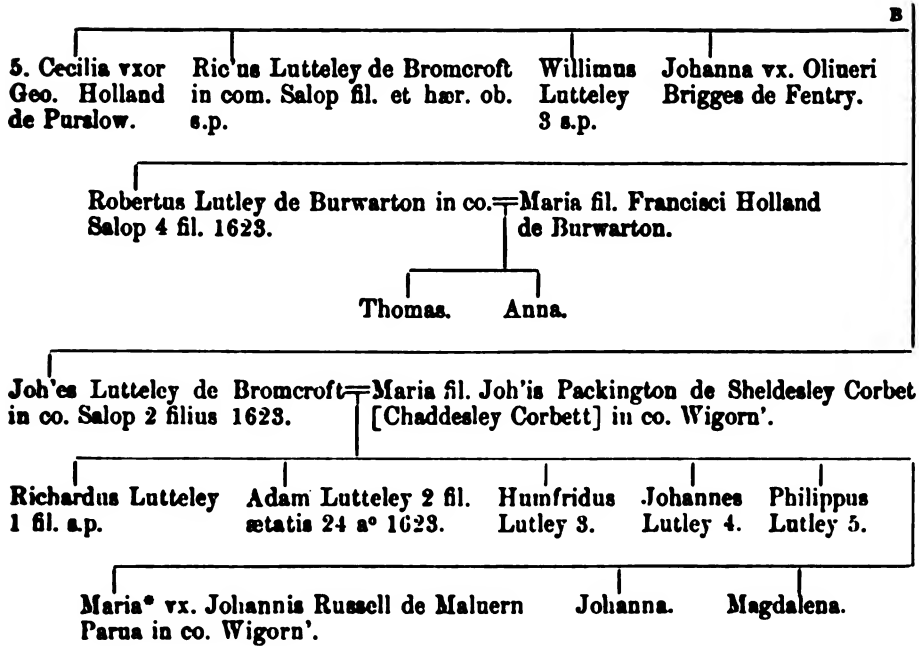 B
5. Cecilia vxor
Geo. Holland
de Purslow.
Ric'us Lutteley de Bromcroft
in com. Salop fil. et hær. ob.
s.p.
Willimus
Lutteley
3 s.p.
Johanna vx. Oliueri
Brigges de Fentry.
Robertus Lutley de Burwarton in co.
Salop 4 fil. 1623.
Maria fil. Francisci Holland
de Burwarton.
Thomas.
Anna.
Joh'es Lutteley de Bromcroft
in co. Salop 2 filius 1623.
Maria fil. Joh'is Packington de Sheldesley Corbet
[Chaddesley Corbett] in co. Wigorn'.
Richardus Lutteley
1 fil. s.p.
Adam Lutteley 2 fil.
ætatis 24 aº 1623.
Humfridus
Lutley 3.
Johannes
Lutley 4.
Philippus
Lutley 5.
Maria* vx. Johannis Russell de Maluern
Parua in co. Wigorn'.
Johanna.
Magdalena.